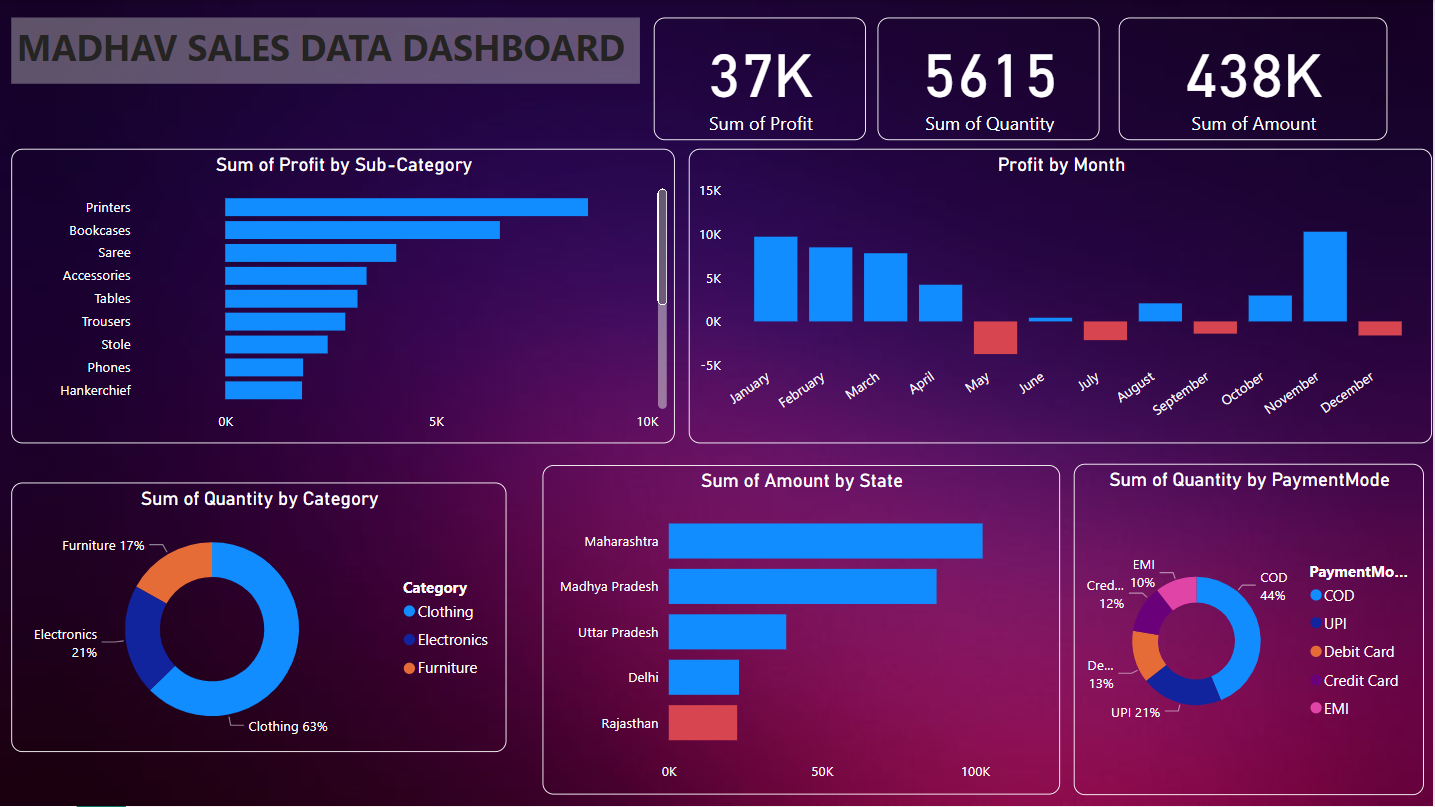 MADHAV SALES DATA DASHBOARD
37K
Sum of Profit
5615
Sum of Quantity
438K
Sum of Amount
Sum of Profit by Sub-Category
Printers
Bookcases
Saree
Accessories
Tables
Trousers
Stole
Phones
Hankerchief
0K
5K
10K
Profit by Month
15K
10K
5K
0K
-5K
January
February
March
April
May
June
July
August
September
October
November
December
Sum of Quantity by Category
Furniture 17%
Electronics
21%
Clothing 63%
Category
Clothing
Electronics
Furniture
Sum of Amount by State
Maharashtra
Madhya Pradesh
Uttar Pradesh
Delhi
Rajasthan
0K
50K
100K
Sum of Quantity by PaymentMode
EMI
10%
Cred...
12%
De...
13%
UPI 21%
COD
44%
PaymentMo...
COD
UPI
Debit Card
Credit Card
EMI